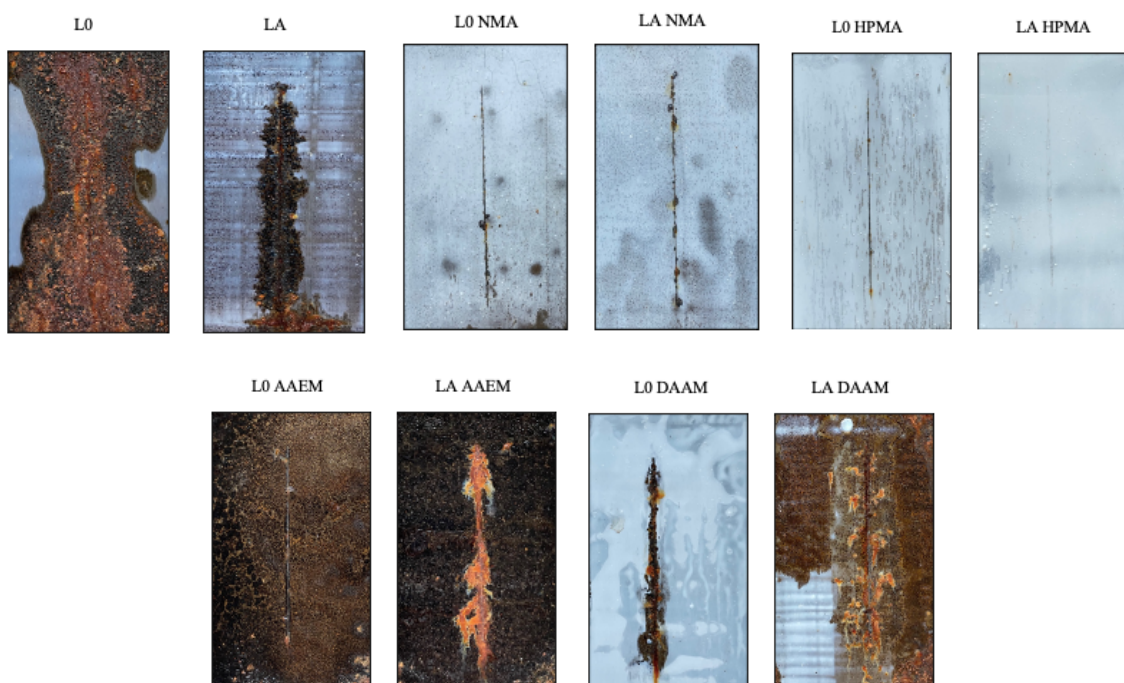 L0
LA
L0 NMA
LA NMA
L0 HPMA
LA HPMA
L0 AAEM
LA AAEM
L0 DAAM
LA DAAM